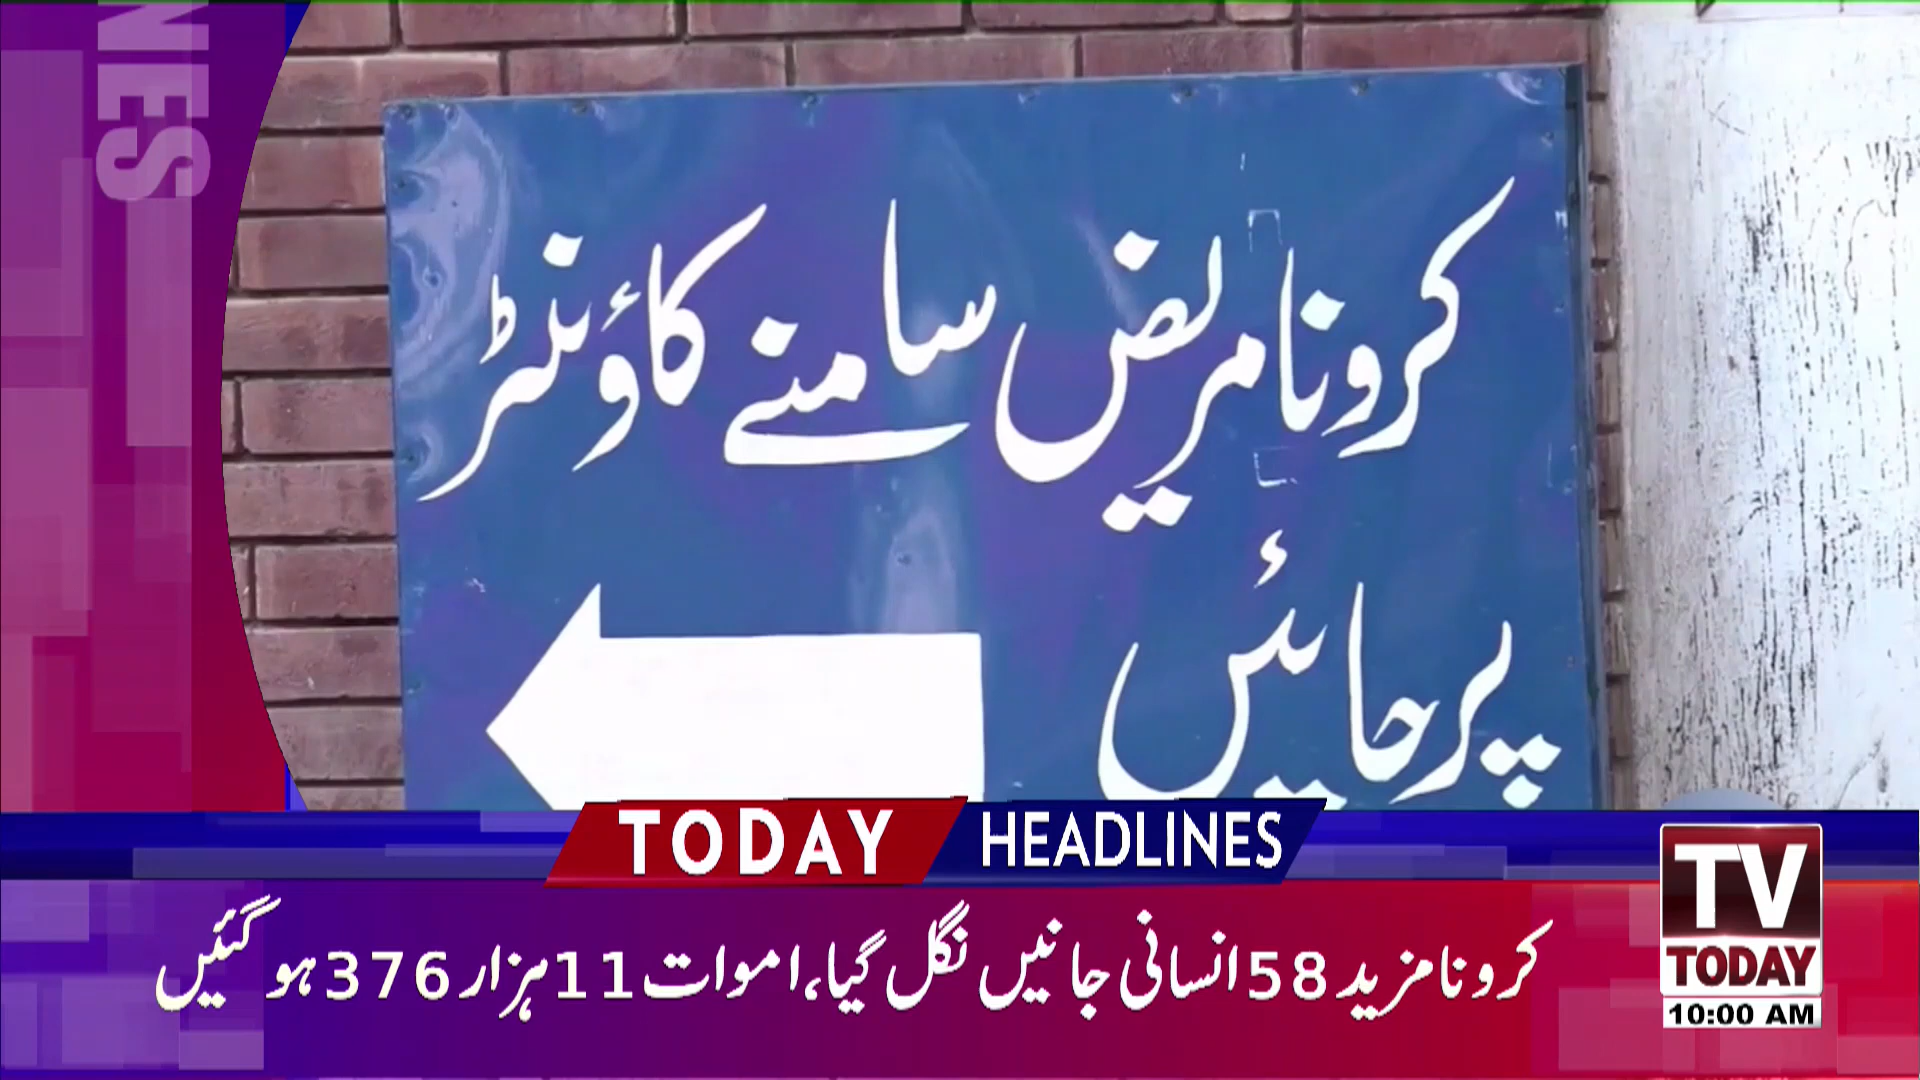 NES
کرونا مریض سامنے کاؤنٹر
پر جائیں
TODAY HEADLINES
کرونا مزید 58 انسانی جانیں نگل گیا، اموات 11 ہزار 376 ہو گئیں
TV
TODAY
10:00 AM